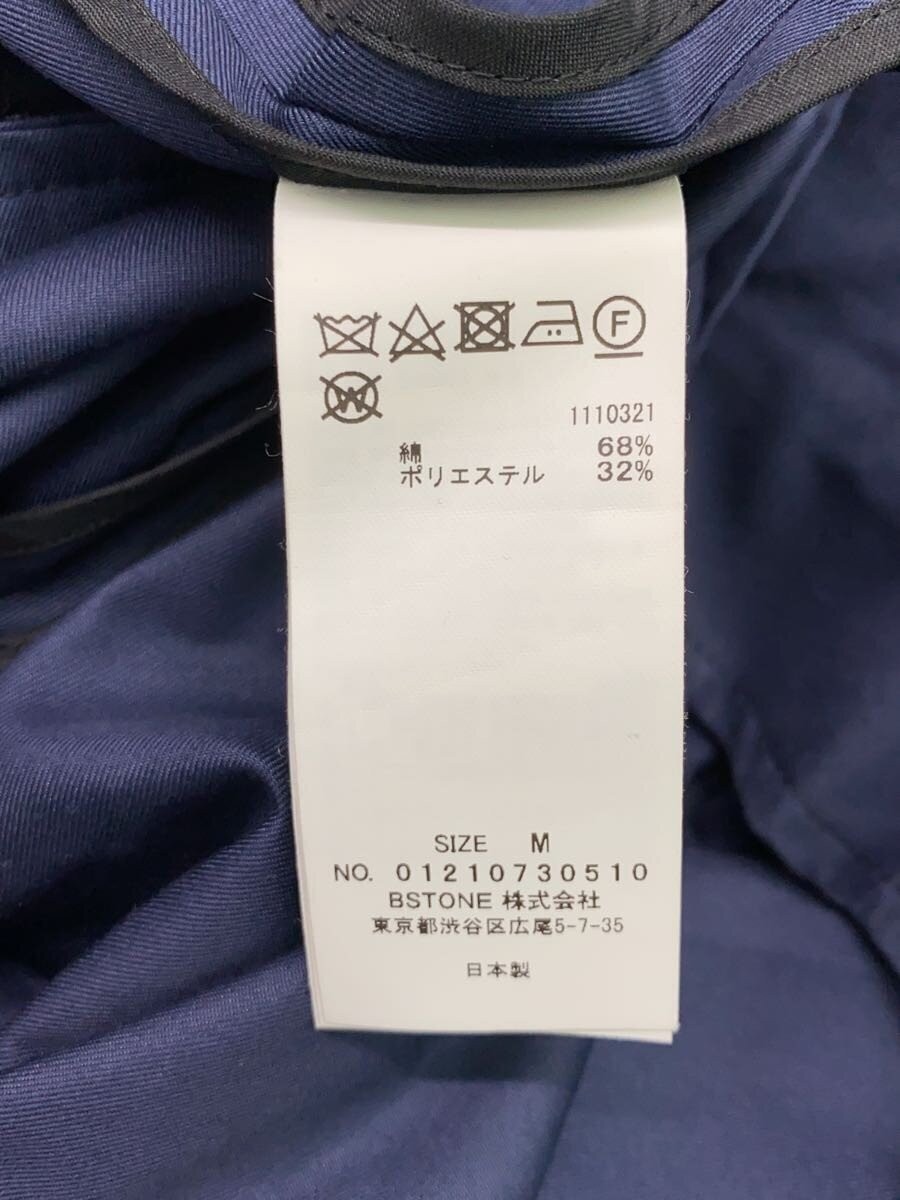 F
W
1110321
綿 68%
ポリエステル 32%
SIZE M
NO. 01210730510
BSTONE 株式会社
東京都渋谷区広尾5-7-35
日本製